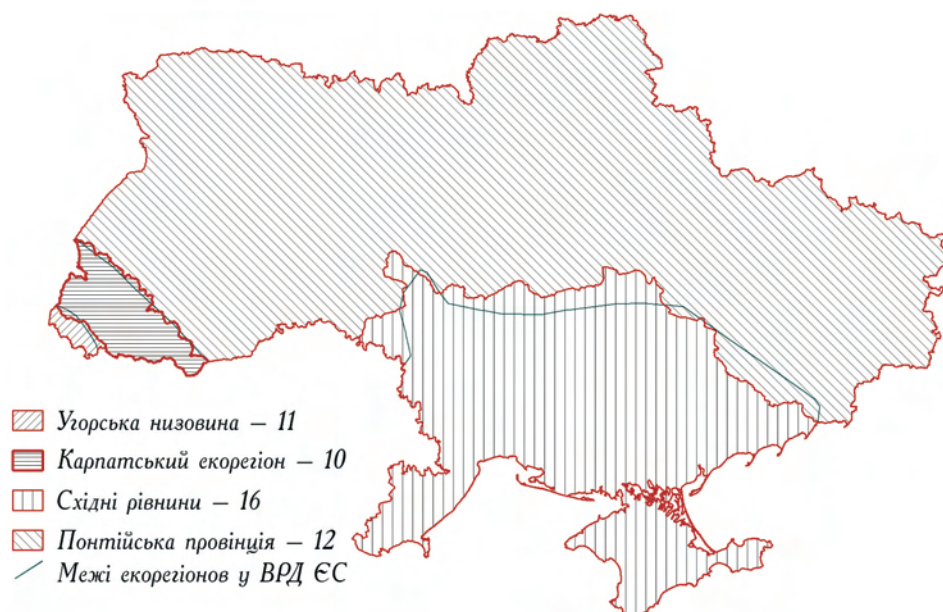 Угорська низовина – 11
Карпатський екорегіон – 10
Східні рівнини – 16
Понтійська провінція – 12
Межі екорегіонов у ВРД ЄС